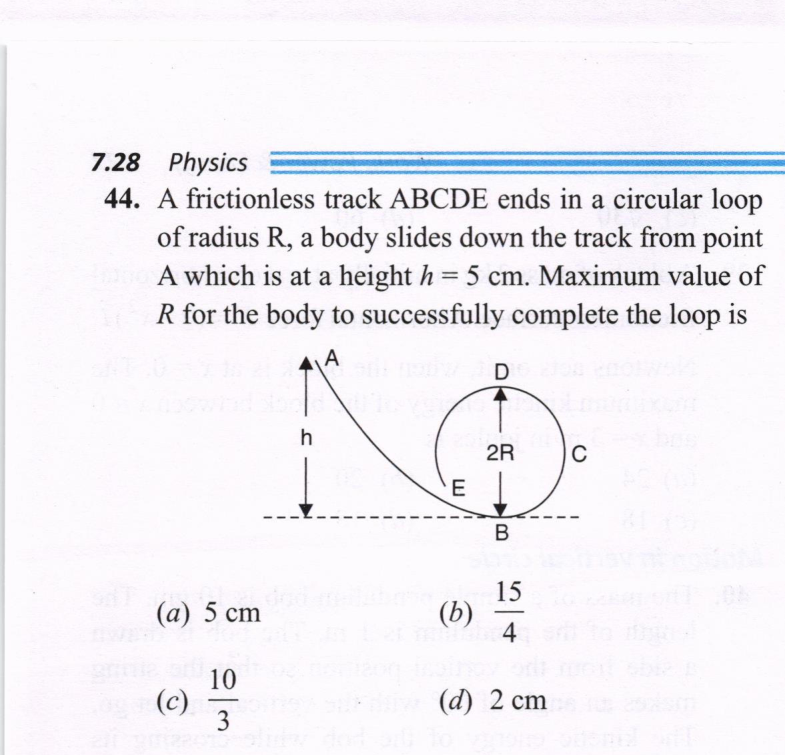 7.28 Physics
44. A frictionless track ABCDE ends in a circular loop
of radius R, a body slides down the track from point
A which is at a height h = 5 cm. Maximum value of
R for the body to successfully complete the loop is
A
D
h
2R
C
E
B
(a) 5 cm (b) 15/4
(c) 10/3 (d) 2 cm